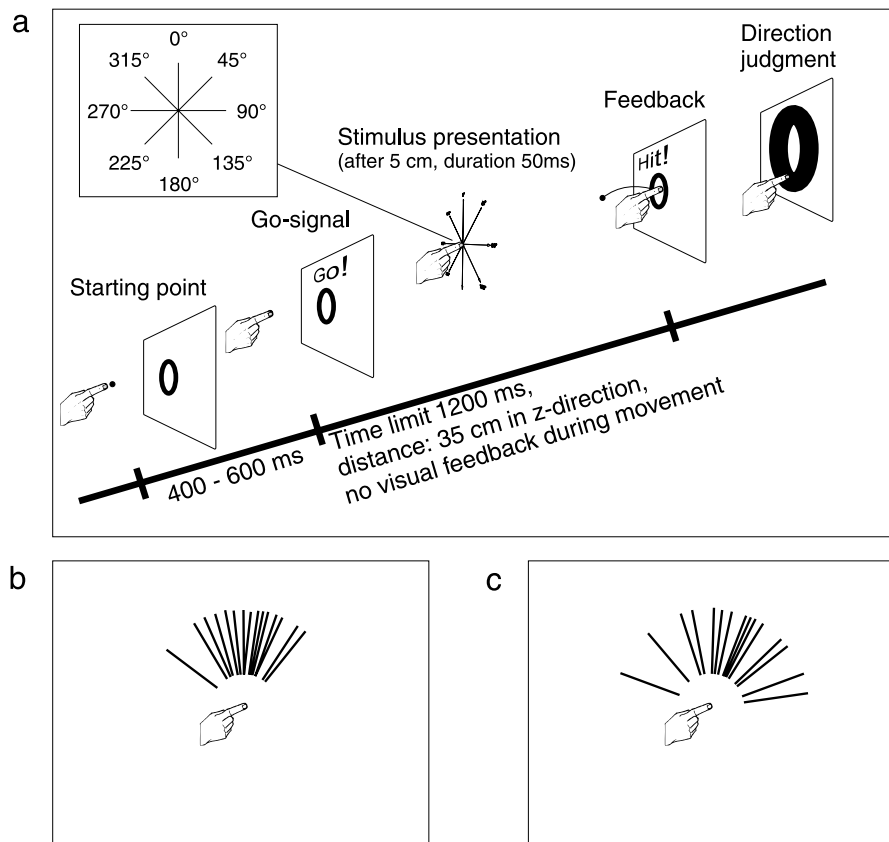 a
0°
315° 45°
270° 90°
225° 135°
180°
Direction
judgment
Feedback
Hit!
Stimulus presentation
(after 5 cm, duration 50ms)
Go-signal
Go!
Starting point
400 - 600 ms
Time limit 1200 ms,
distance: 35 cm in z-direction,
no visual feedback during movement
b
c